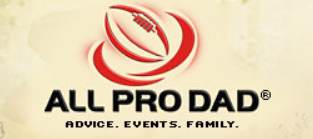 ALL PRO DAD®
ADVICE. EVENTS. FAMILY.